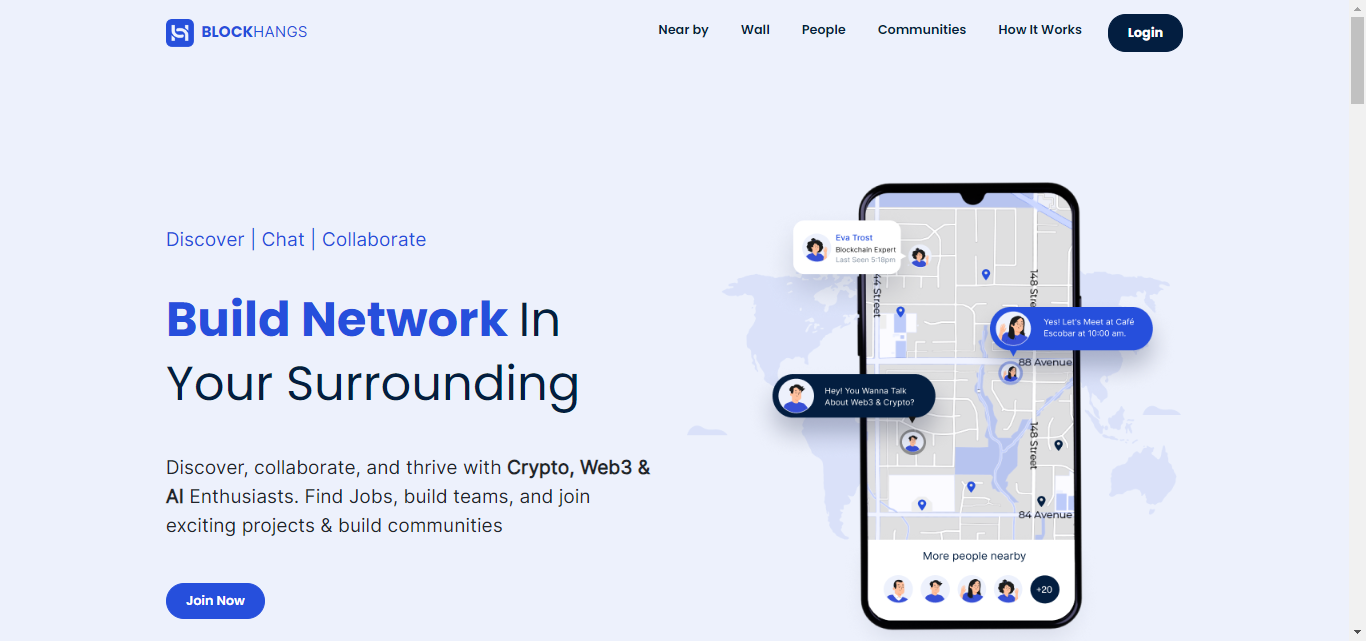 BLOCKHANGS
Near by
Wall
People
Communities
How It Works
Login
Discover | Chat | Collaborate
Build Network In
Your Surrounding
Discover, collaborate, and thrive with Crypto, Web3 &
AI Enthusiasts. Find Jobs, build teams, and join
exciting projects & build communities
Join Now
Eva Trost
Blockchain Expert
Last Seen 5:18pm
44 Street
148 Stre
Yes! Let's Meet at Café
Escobar at 10:00 am.
88 Avenue
Hey! You Wanna Talk
About Web3 & Crypto?
148 Street
84 Avenue
More people nearby
+20